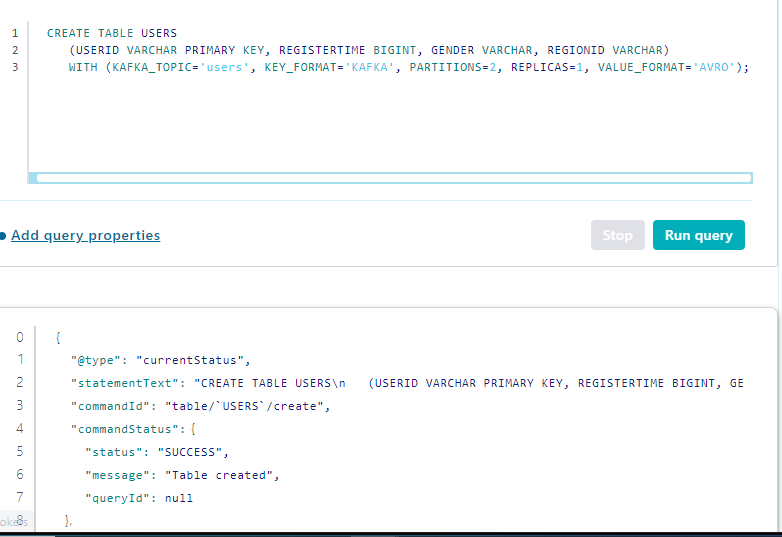 1 CREATE TABLE USERS
2 (USERID VARCHAR PRIMARY KEY, REGISTERTIME BIGINT, GENDER VARCHAR, REGIONID VARCHAR)
3 WITH (KAFKA_TOPIC='users', KEY_FORMAT='KAFKA', PARTITIONS=2, REPLICAS=1, VALUE_FORMAT='AVRO');
Add query properties Stop Run query
0 {
1 "@type": "currentStatus",
2 "statementText": "CREATE TABLE USERS\n (USERID VARCHAR PRIMARY KEY, REGISTERTIME BIGINT, GE
3 "commandId": "table/`USERS`/create",
4 "commandStatus": {
5 "status": "SUCCESS",
6 "message": "Table created",
7 "queryId": null
8 },